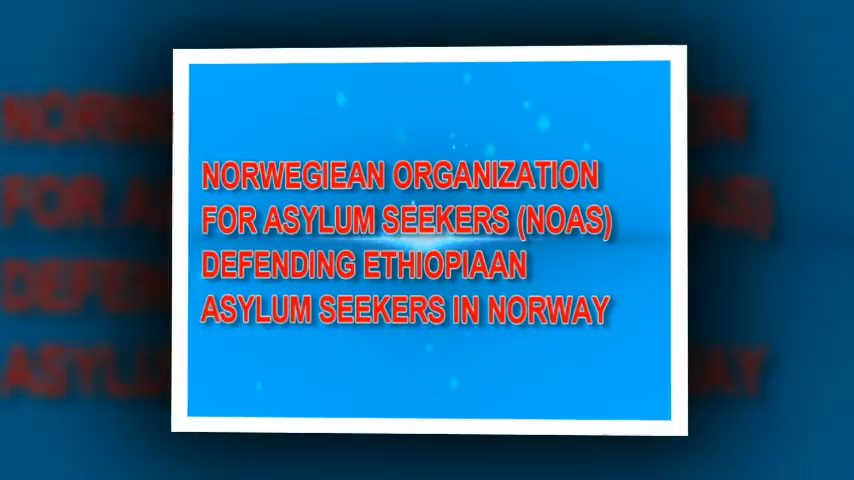 NORWEGIEAN ORGANIZATION
FOR ASYLUM SEEKERS (NOAS)
DEFENDING ETHIOPIAAN
ASYLUM SEEKERS IN NORWAY